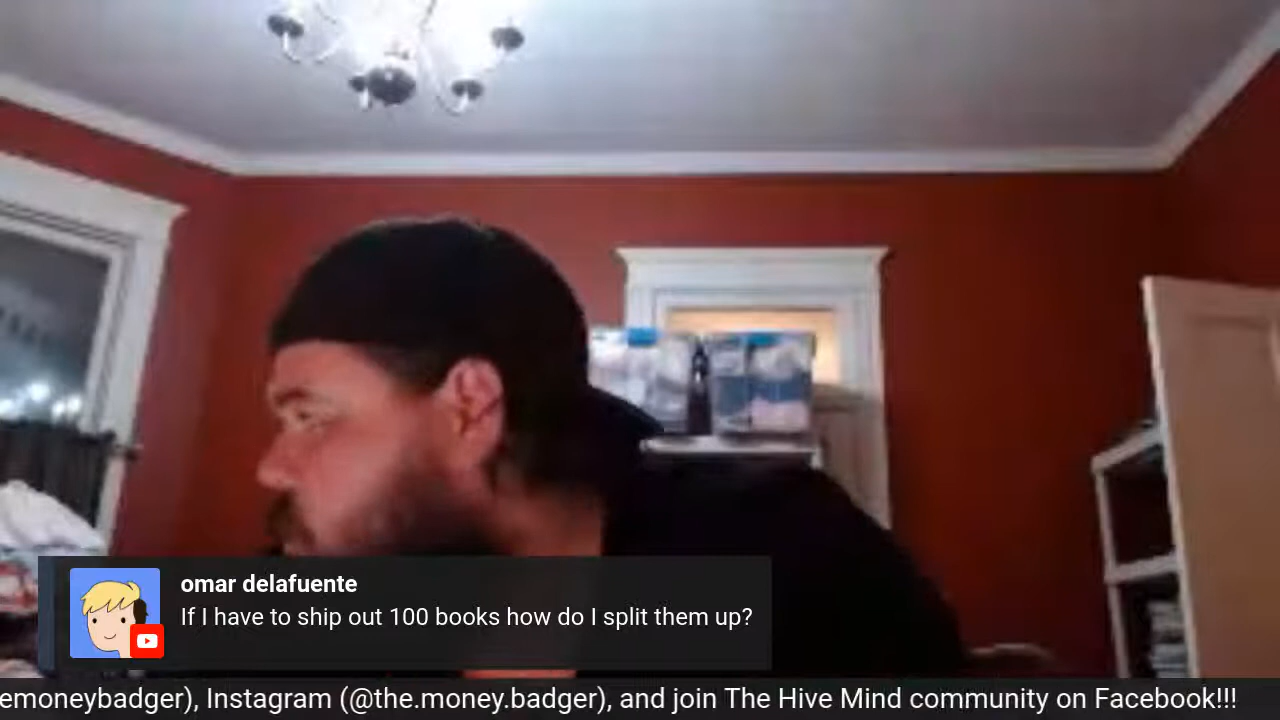 omar delafuente
If I have to ship out 100 books how do I split them up?
emoneybadger), Instagram (@the.money.badger), and join The Hive Mind community on Facebook!!!